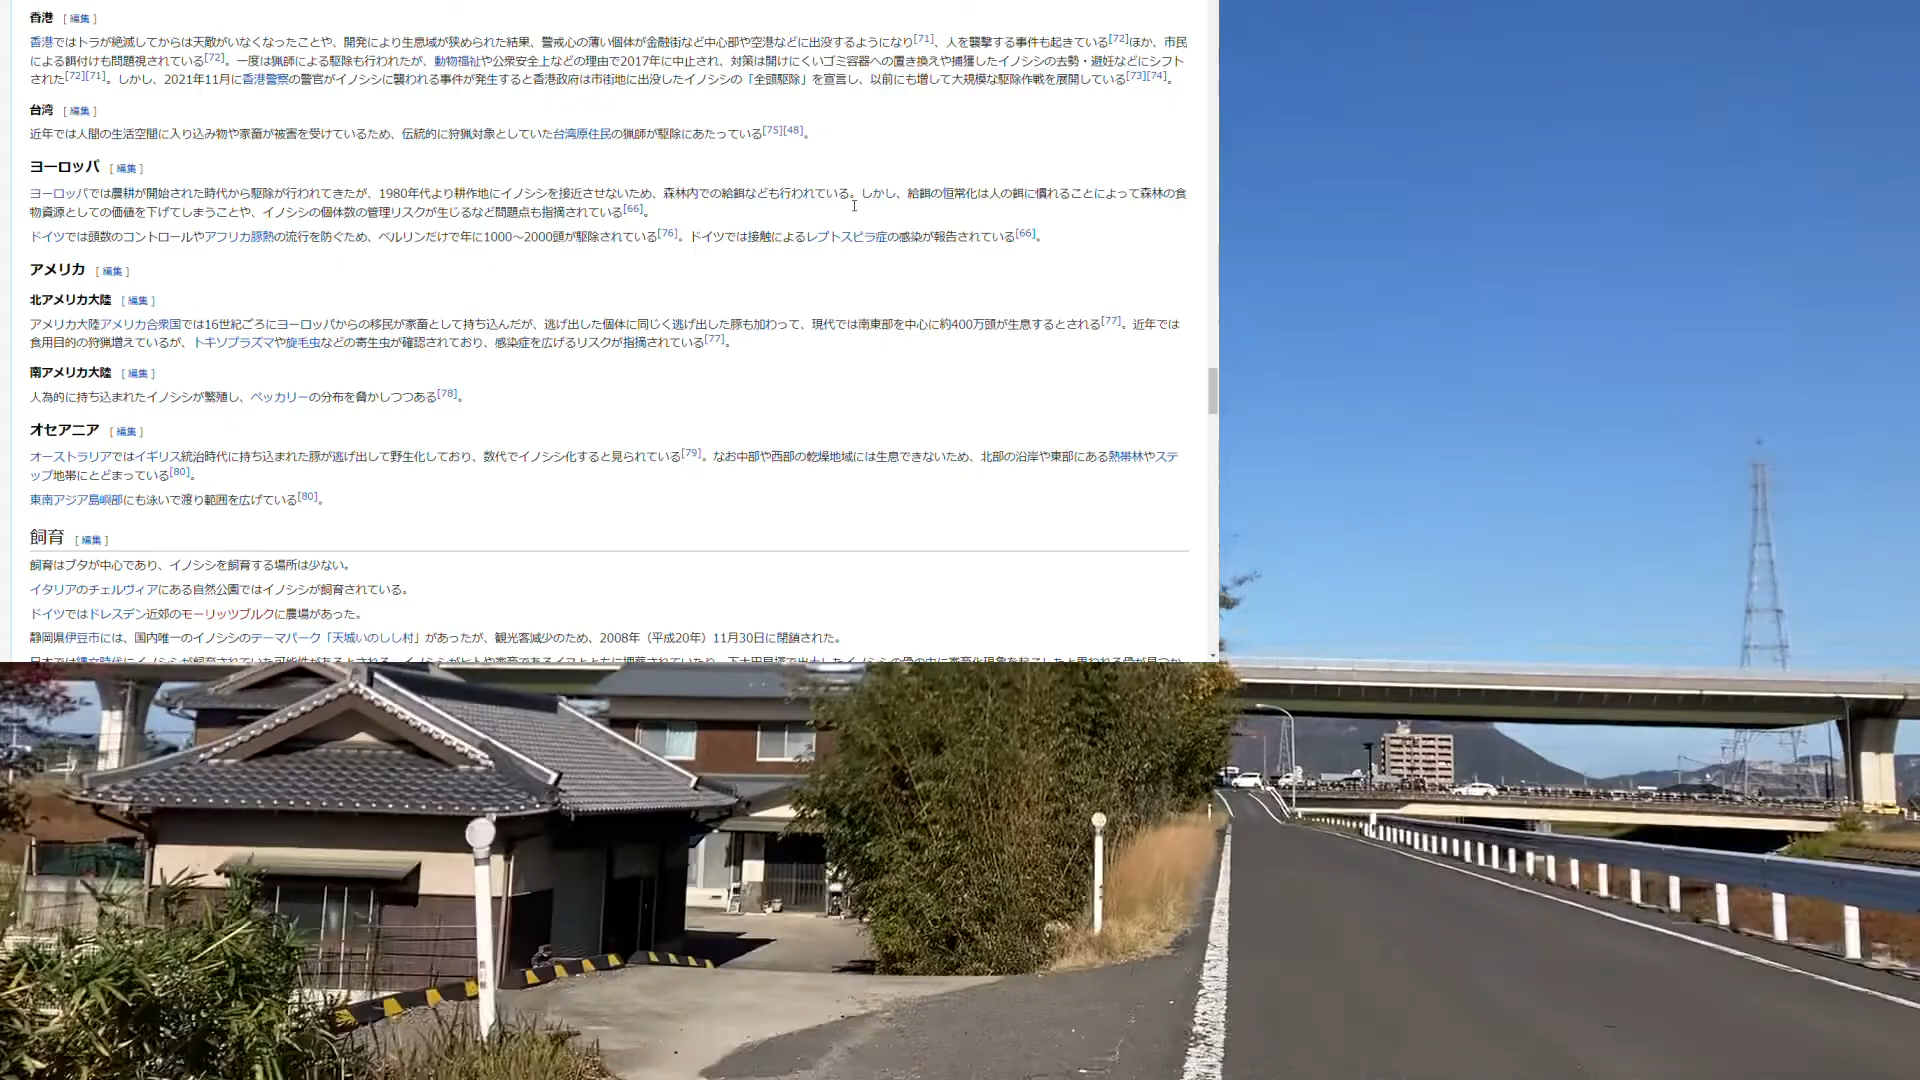 香港 [ 編集 ]
香港ではトラが絶滅してからは天敵がいなくなったことや、開発により生息域が狭められた結果、警戒心の薄い個体が金融街など中心部や空港などに出没するようになり[71]、人を襲撃する事件も起きている[72]ほか、市民
による餌付けも問題視されている[72]。一度は猟師による駆除も行われたが、動物福祉や公衆安全上などの理由で2017年に中止され、対策は開けにくいゴミ容器への置き換えや捕獲したイノシシの去勢・避妊などにシフト
された[72][71]。しかし、2021年11月に香港警察の警官がイノシシに襲われる事件が発生すると香港政府は市街地に出没したイノシシの「全頭駆除」を宣言し、以前にも増して大規模な駆除作戦を展開している[73][74]。
台湾 [ 編集 ]
近年では人間の生活空間に入り込み物や家畜が被害を受けているため、伝統的に狩猟対象としていた台湾原住民の猟師が駆除にあたっている[75][48]。
ヨーロッパ [ 編集 ]
ヨーロッパでは農耕が開始された時代から駆除が行われてきたが、1980年代より耕作地にイノシシを接近させないため、森林内での給餌なども行われている。しかし、給餌の恒常化は人の餌に慣れることによって森林の食
物資源としての価値を下げてしまうことや、イノシシの個体数の管理リスクが生じるなど問題点も指摘されている[66]。
ドイツでは頭数のコントロールやアフリカ豚熱の流行を防ぐため、ベルリンだけで年に1000〜2000頭が駆除されている[76]。ドイツでは接触によるレプトスピラ症の感染が報告されている[66]。
アメリカ [ 編集 ]
北アメリカ大陸 [ 編集 ]
アメリカ大陸アメリカ合衆国では16世紀ごろにヨーロッパからの移民が家畜として持ち込んだが、逃げ出した個体に同じく逃げ出した豚も加わって、現代では南東部を中心に約400万頭が生息するとされる[77]。近年では
食用目的の狩猟増えているが、トキソプラズマや旋毛虫などの寄生虫が確認されており、感染症を広げるリスクが指摘されている[77]。
南アメリカ大陸 [ 編集 ]
人為的に持ち込まれたイノシシが繁殖し、ペッカリーの分布を脅かしつつある[78]。
オセアニア [ 編集 ]
オーストラリアではイギリス統治時代に持ち込まれた豚が逃げ出して野生化しており、数代でイノシシ化すると見られている[79]。なお中部や西部の乾燥地域には生息できないため、北部の沿岸や東部にある熱帯林やステ
ップ地帯にとどまっている[80]。
東南アジア島嶼部にも泳いで渡り範囲を広げている[80]。
飼育 [ 編集 ]
飼育はブタが中心であり、イノシシを飼育する場所は少ない。
イタリアのチェルヴィアにある自然公園ではイノシシが飼育されている。
ドイツではドレスデン近郊のモーリッツブルクに農場があった。
静岡県伊豆市には、国内唯一のイノシシのテーマパーク「天城いのしし村」があったが、観光客減少のため、2008年（平成20年）11月30日に閉鎖された。